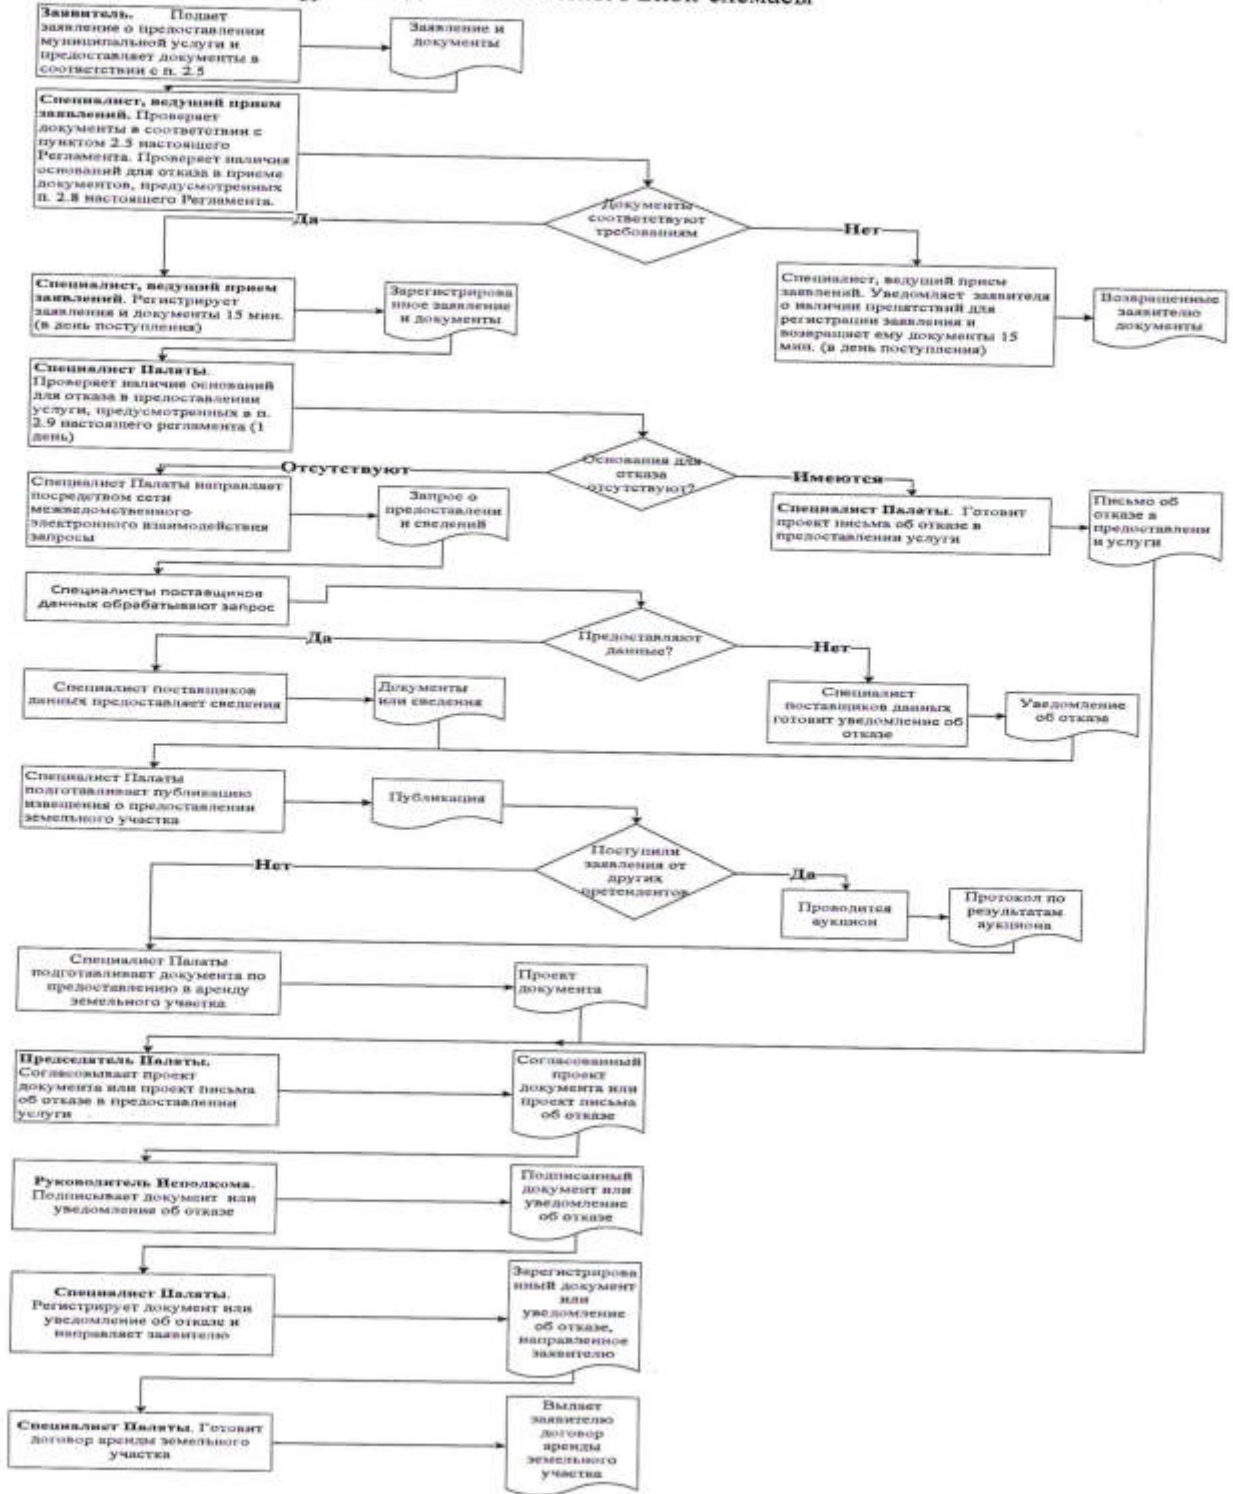 Заявитель. Подает
заявление о предоставлении
муниципальной услуги и
предоставляет документы в
соответствии с п. 2.5
Заявление и
документы
Специалист, ведущий прием
заявлений. Проверяет
документы в соответствии с
пунктом 2.5 настоящего
Регламента. Проверяет наличия
оснований для отказа в приеме
документов, предусмотренных
п. 2.8 настоящего Регламента.
Документы
соответствуют
требованиям
Да
Нет
Специалист, ведущий прием
заявлений. Регистрирует
заявления и документы 15 мин.
(в день поступления)
Зарегистрирова
нное заявление
и документы
Специалист, ведущий прием
заявлений. Уведомляет заявителя
о наличии препятствий для
регистрации заявления и
возвращает ему документы 15
мин. (в день поступления)
Возвращенные
заявителю
документы
Специалист Палаты.
Проверяет наличие оснований
для отказа в предоставлении
услуги, предусмотренных в п.
2.9 настоящего регламента (1
день)
Основания для
отказа
отсутствуют?
Отсутствуют
Имеются
Специалист Палаты направляет
посредством сети
межведомственного
электронного взаимодействия
запросы
Запрос о
предоставлени
и сведений
Специалист Палаты. Готовит
проект письма об отказе в
предоставлении услуги
Письмо об
отказе в
предоставлени
и услуги
Специалисты поставщиков
данных обрабатывают запрос
Предоставляют
данные?
Да
Нет
Специалист поставщиков
данных предоставляет сведения
Документы
или сведения
Специалист
поставщиков данных
готовит уведомление об
отказе
Уведомление
об отказе
Специалист Палаты
подготавливает публикацию
извещения о предоставлении
земельного участка
Публикация
Поступили
заявления от
других
претендентов
Нет
Да
Проводится
аукцион
Протокол по
результатам
аукциона
Специалист Палаты
подготавливает документа по
предоставлению в аренду
земельного участка
Проект
документа
Председатель Палаты.
Согласовывает проект
документа или проект письма
об отказе в предоставлении
услуги
Согласованный
проект
документа или
проект письма
об отказе
Руководитель Исполкома.
Подписывает документ или
уведомление об отказе
Подписанный
документ или
уведомление
об отказе
Специалист Палаты.
Регистрирует документ или
уведомление об отказе и
направляет заявителю
Зарегистрирова
нный документ
или
уведомление
об отказе,
направленное
заявителю
Специалист Палаты. Готовит
договор аренды земельного
участка
Выдает
заявителю
договор
аренды
земельного
участка